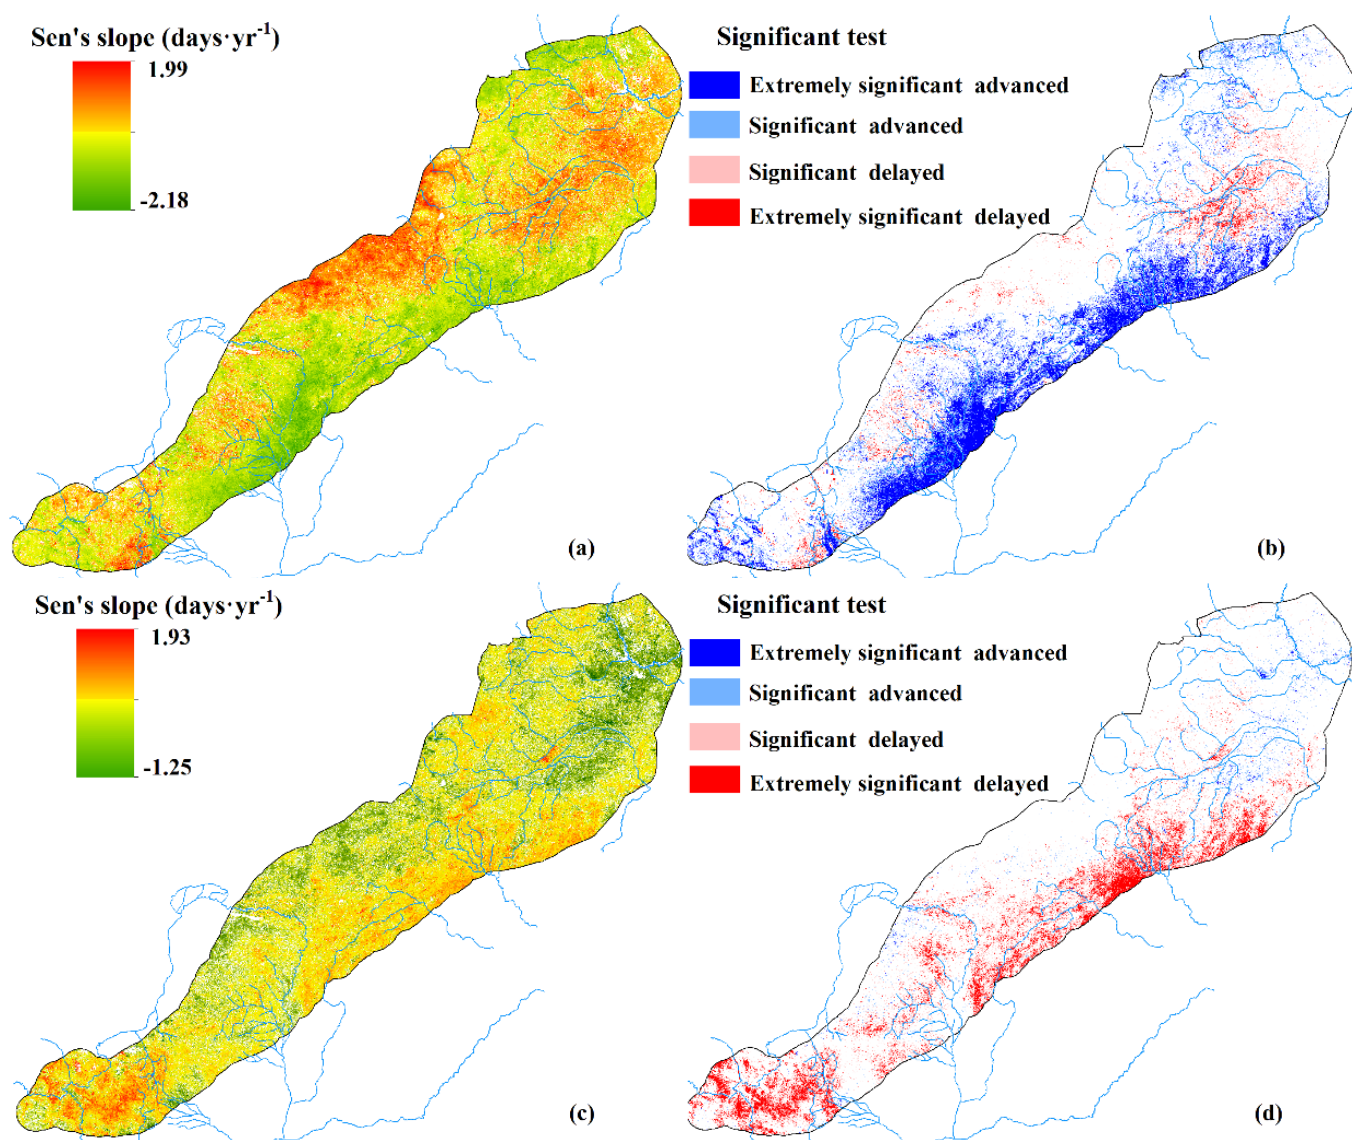 Sen's slope (days·yr⁻¹)
1.99
-2.18
(a)
Significant test
Extremely significant advanced
Significant advanced
Significant delayed
Extremely significant delayed
(b)
Sen's slope (days·yr⁻¹)
1.93
-1.25
(c)
Significant test
Extremely significant advanced
Significant advanced
Significant delayed
Extremely significant delayed
(d)